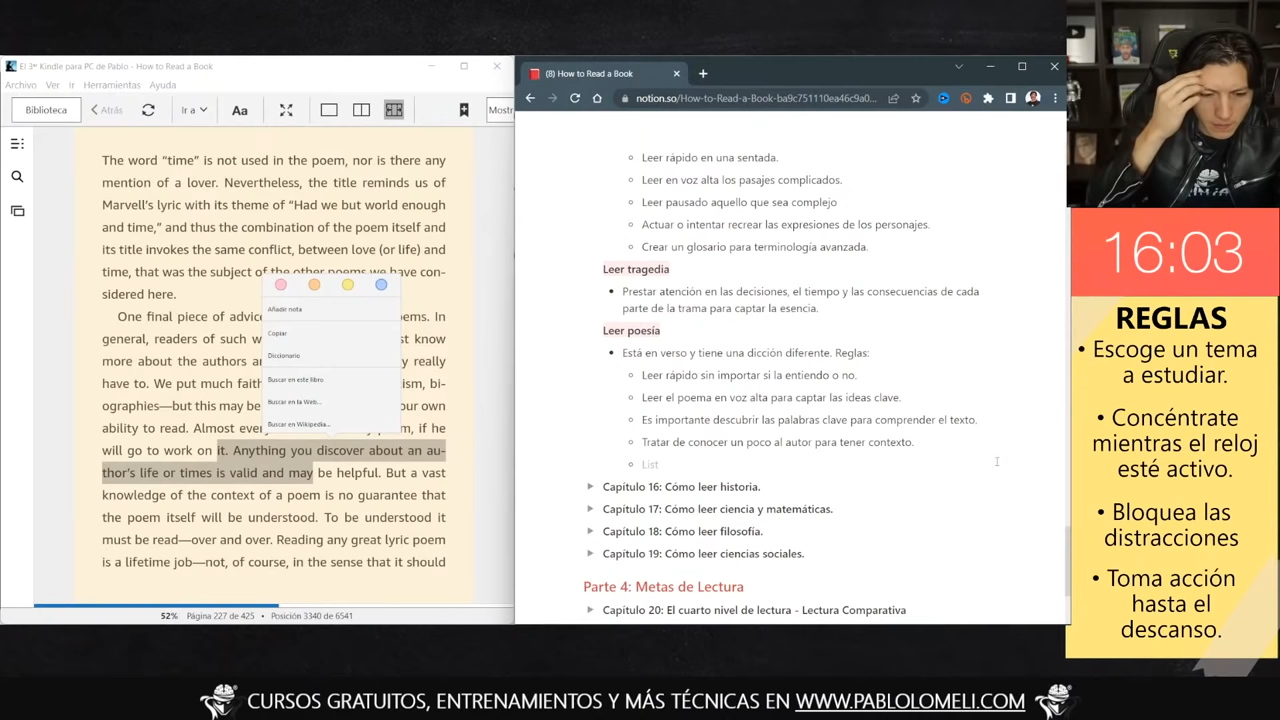 El 3er Kindle para PC de Pablo - How to Read a Book
Archivo Ver Ir Herramientas Ayuda
Biblioteca
Atrás
Ir a
Aa
Mostr
The word “time” is not used in the poem, nor is there any
mention of a lover. Nevertheless, the title reminds us of
Marvell’s lyric with its theme of “Had we but world enough
and time,” and thus the combination of the poem itself and
its title invokes the same conflict, between love (or life) and
time, that was the subject of the other poems we have con-
sidered here.
One final piece of advice ems. In
general, readers of such w st know
more about the authors an y really
have to. We put much faith ism, bi-
ographies—but this may be our own
ability to read. Almost every m, if he
will go to work on it. Anything you discover about an au-
thor’s life or times is valid and may be helpful. But a vast
knowledge of the context of a poem is no guarantee that
the poem itself will be understood. To be understood it
must be read—over and over. Reading any great lyric poem
is a lifetime job—not, of course, in the sense that it should
Añadir nota
Copiar
Diccionario
Buscar en este libro
Buscar en la Web...
Buscar en Wikipedia...
52% Página 227 de 425 • Posición 3340 de 6541
(8) How to Read a Book
notion.so/How-to-Read-a-Book-ba9c751110ea46c9a0...
Leer rápido en una sentada.
Leer en voz alta los pasajes complicados.
Leer pausado aquello que sea complejo
Actuar o intentar recrear las expresiones de los personajes.
Crear un glosario para terminología avanzada.
Leer tragedia
• Prestar atención en las decisiones, el tiempo y las consecuencias de cada
parte de la trama para captar la esencia.
Leer poesía
• Está en verso y tiene una dicción diferente. Reglas:
Leer rápido sin importar si la entiendo o no.
Leer el poema en voz alta para captar las ideas clave.
Es importante descubrir las palabras clave para comprender el texto.
Tratar de conocer un poco al autor para tener contexto.
List
Capítulo 16: Cómo leer historia.
Capítulo 17: Cómo leer ciencia y matemáticas.
Capítulo 18: Cómo leer filosofía.
Capítulo 19: Cómo leer ciencias sociales.
Parte 4: Metas de Lectura
Capítulo 20: El cuarto nivel de lectura - Lectura Comparativa
16:03
REGLAS
• Escoge un tema
a estudiar.
• Concéntrate
mientras el reloj
esté activo.
• Bloquea las
distracciones
• Toma acción
hasta el
descanso.
CURSOS GRATUITOS, ENTRENAMIENTOS Y MÁS TÉCNICAS EN WWW.PABLOLOMELI.COM